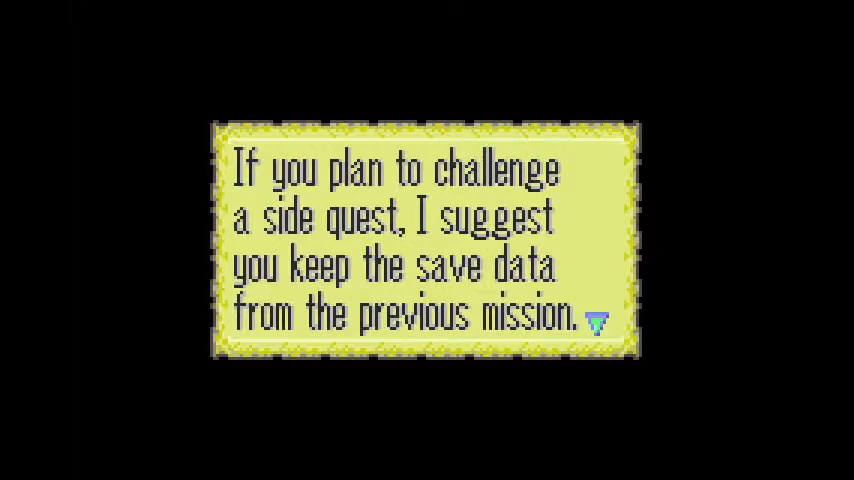 If you plan to challenge
a side quest, I suggest
you keep the save data
from the previous mission.